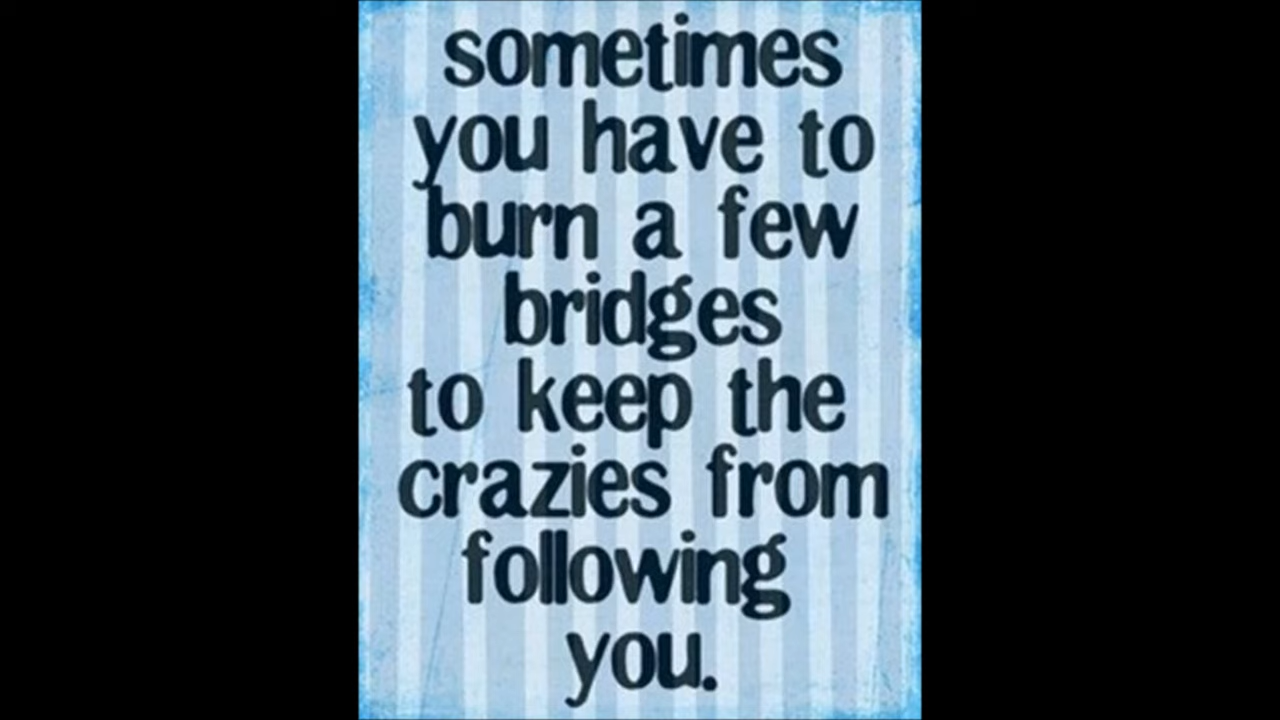 sometimes
you have to
burn a few
bridges
to keep the
crazies from
following
you.